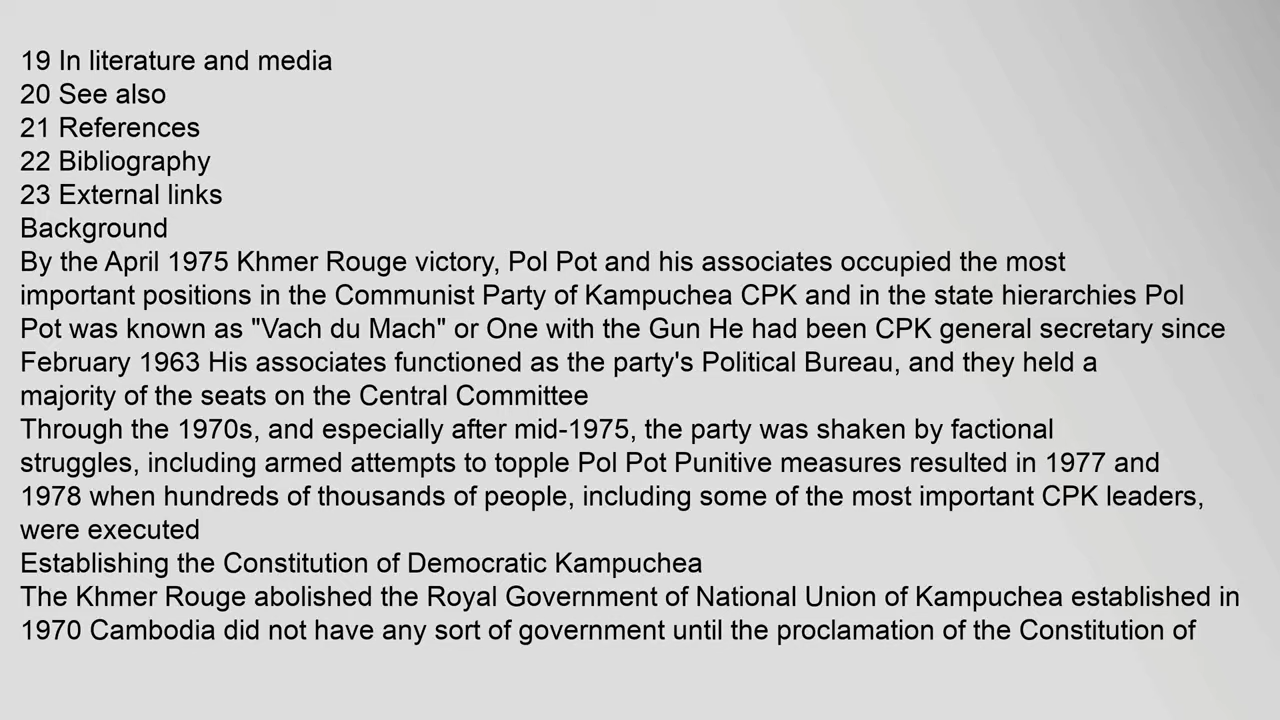 19 In literature and media
20 See also
21 References
22 Bibliography
23 External links
Background
By the April 1975 Khmer Rouge victory, Pol Pot and his associates occupied the most
important positions in the Communist Party of Kampuchea CPK and in the state hierarchies Pol
Pot was known as "Vach du Mach" or One with the Gun He had been CPK general secretary since
February 1963 His associates functioned as the party's Political Bureau, and they held a
majority of the seats on the Central Committee
Through the 1970s, and especially after mid-1975, the party was shaken by factional
struggles, including armed attempts to topple Pol Pot Punitive measures resulted in 1977 and
1978 when hundreds of thousands of people, including some of the most important CPK leaders,
were executed
Establishing the Constitution of Democratic Kampuchea
The Khmer Rouge abolished the Royal Government of National Union of Kampuchea established in
1970 Cambodia did not have any sort of government until the proclamation of the Constitution of